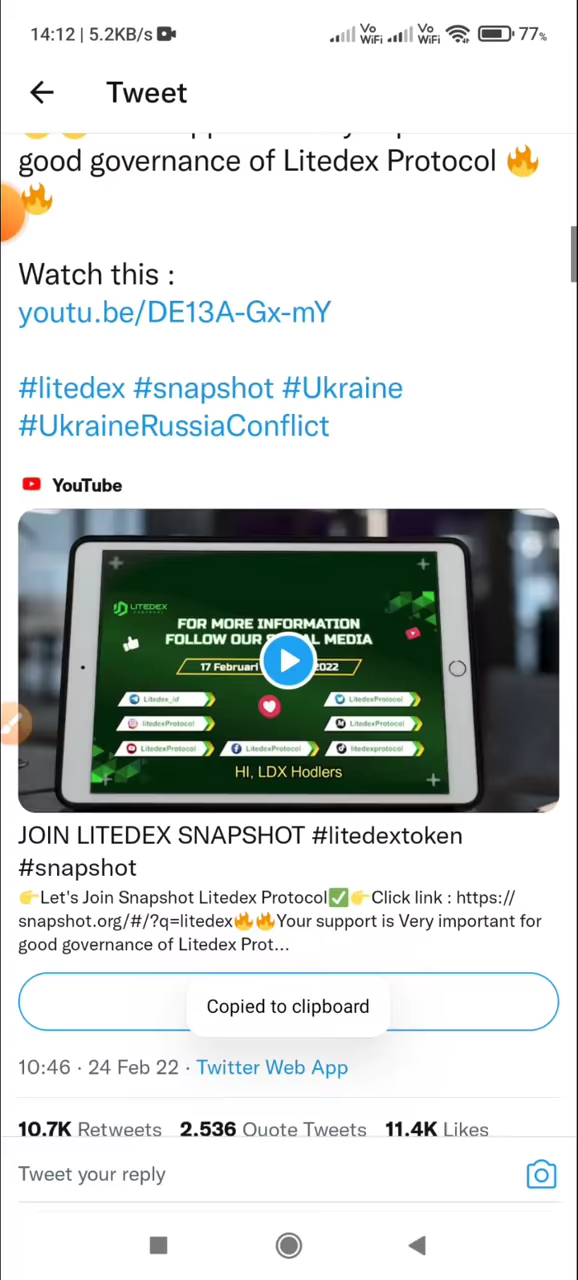 14:12 | 5.2KB/s
Vo WiFi Vo WiFi 77%
Tweet
good governance of Litedex Protocol 🔥
🔥
Watch this :
youtu.be/DE13A-Gx-mY
#litedex #snapshot #Ukraine
#UkraineRussiaConflict
YouTube
LITEDEX
FOR MORE INFORMATION
FOLLOW OUR MEDIA
17 Februari 2022
Litedex_id LitedexProtocol
litedexProtocol LitedexProtocol
LitedexProtocol LitedexProtocol litedexprotocol
HI, LDX Hodlers
JOIN LITEDEX SNAPSHOT #litedextoken
#snapshot
👉Let's Join Snapshot Litedex Protocol✅👉Click link : https://
snapshot.org/#/?q=litedex🔥🔥Your support is Very important for
good governance of Litedex Prot...
Copied to clipboard
10:46 · 24 Feb 22 · Twitter Web App
10.7K Retweets 2,536 Quote Tweets 11.4K Likes
Tweet your reply